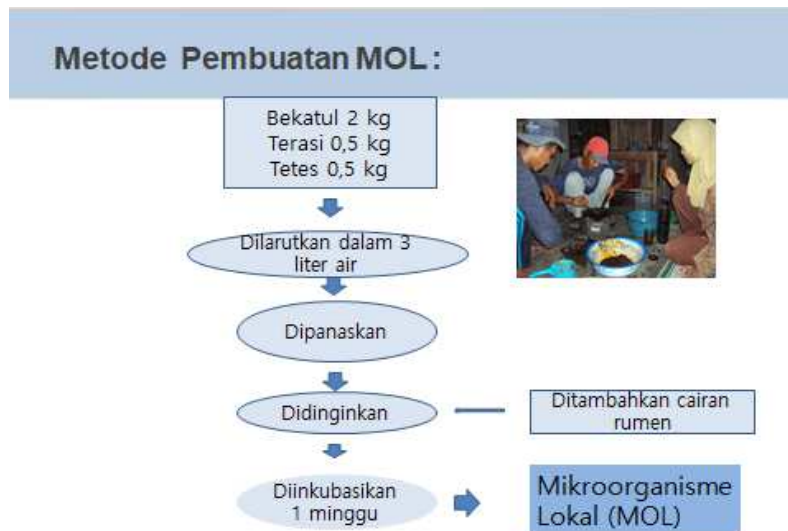 Metode Pembuatan MOL:
Bekatul 2 kg
Terasi 0,5 kg
Tetes 0,5 kg
Dilarutkan dalam 3
liter air
Dipanaskan
Didinginkan
Ditambahkan cairan
rumen
Diinkubasikan
1 minggu
Mikroorganisme
Lokal (MOL)